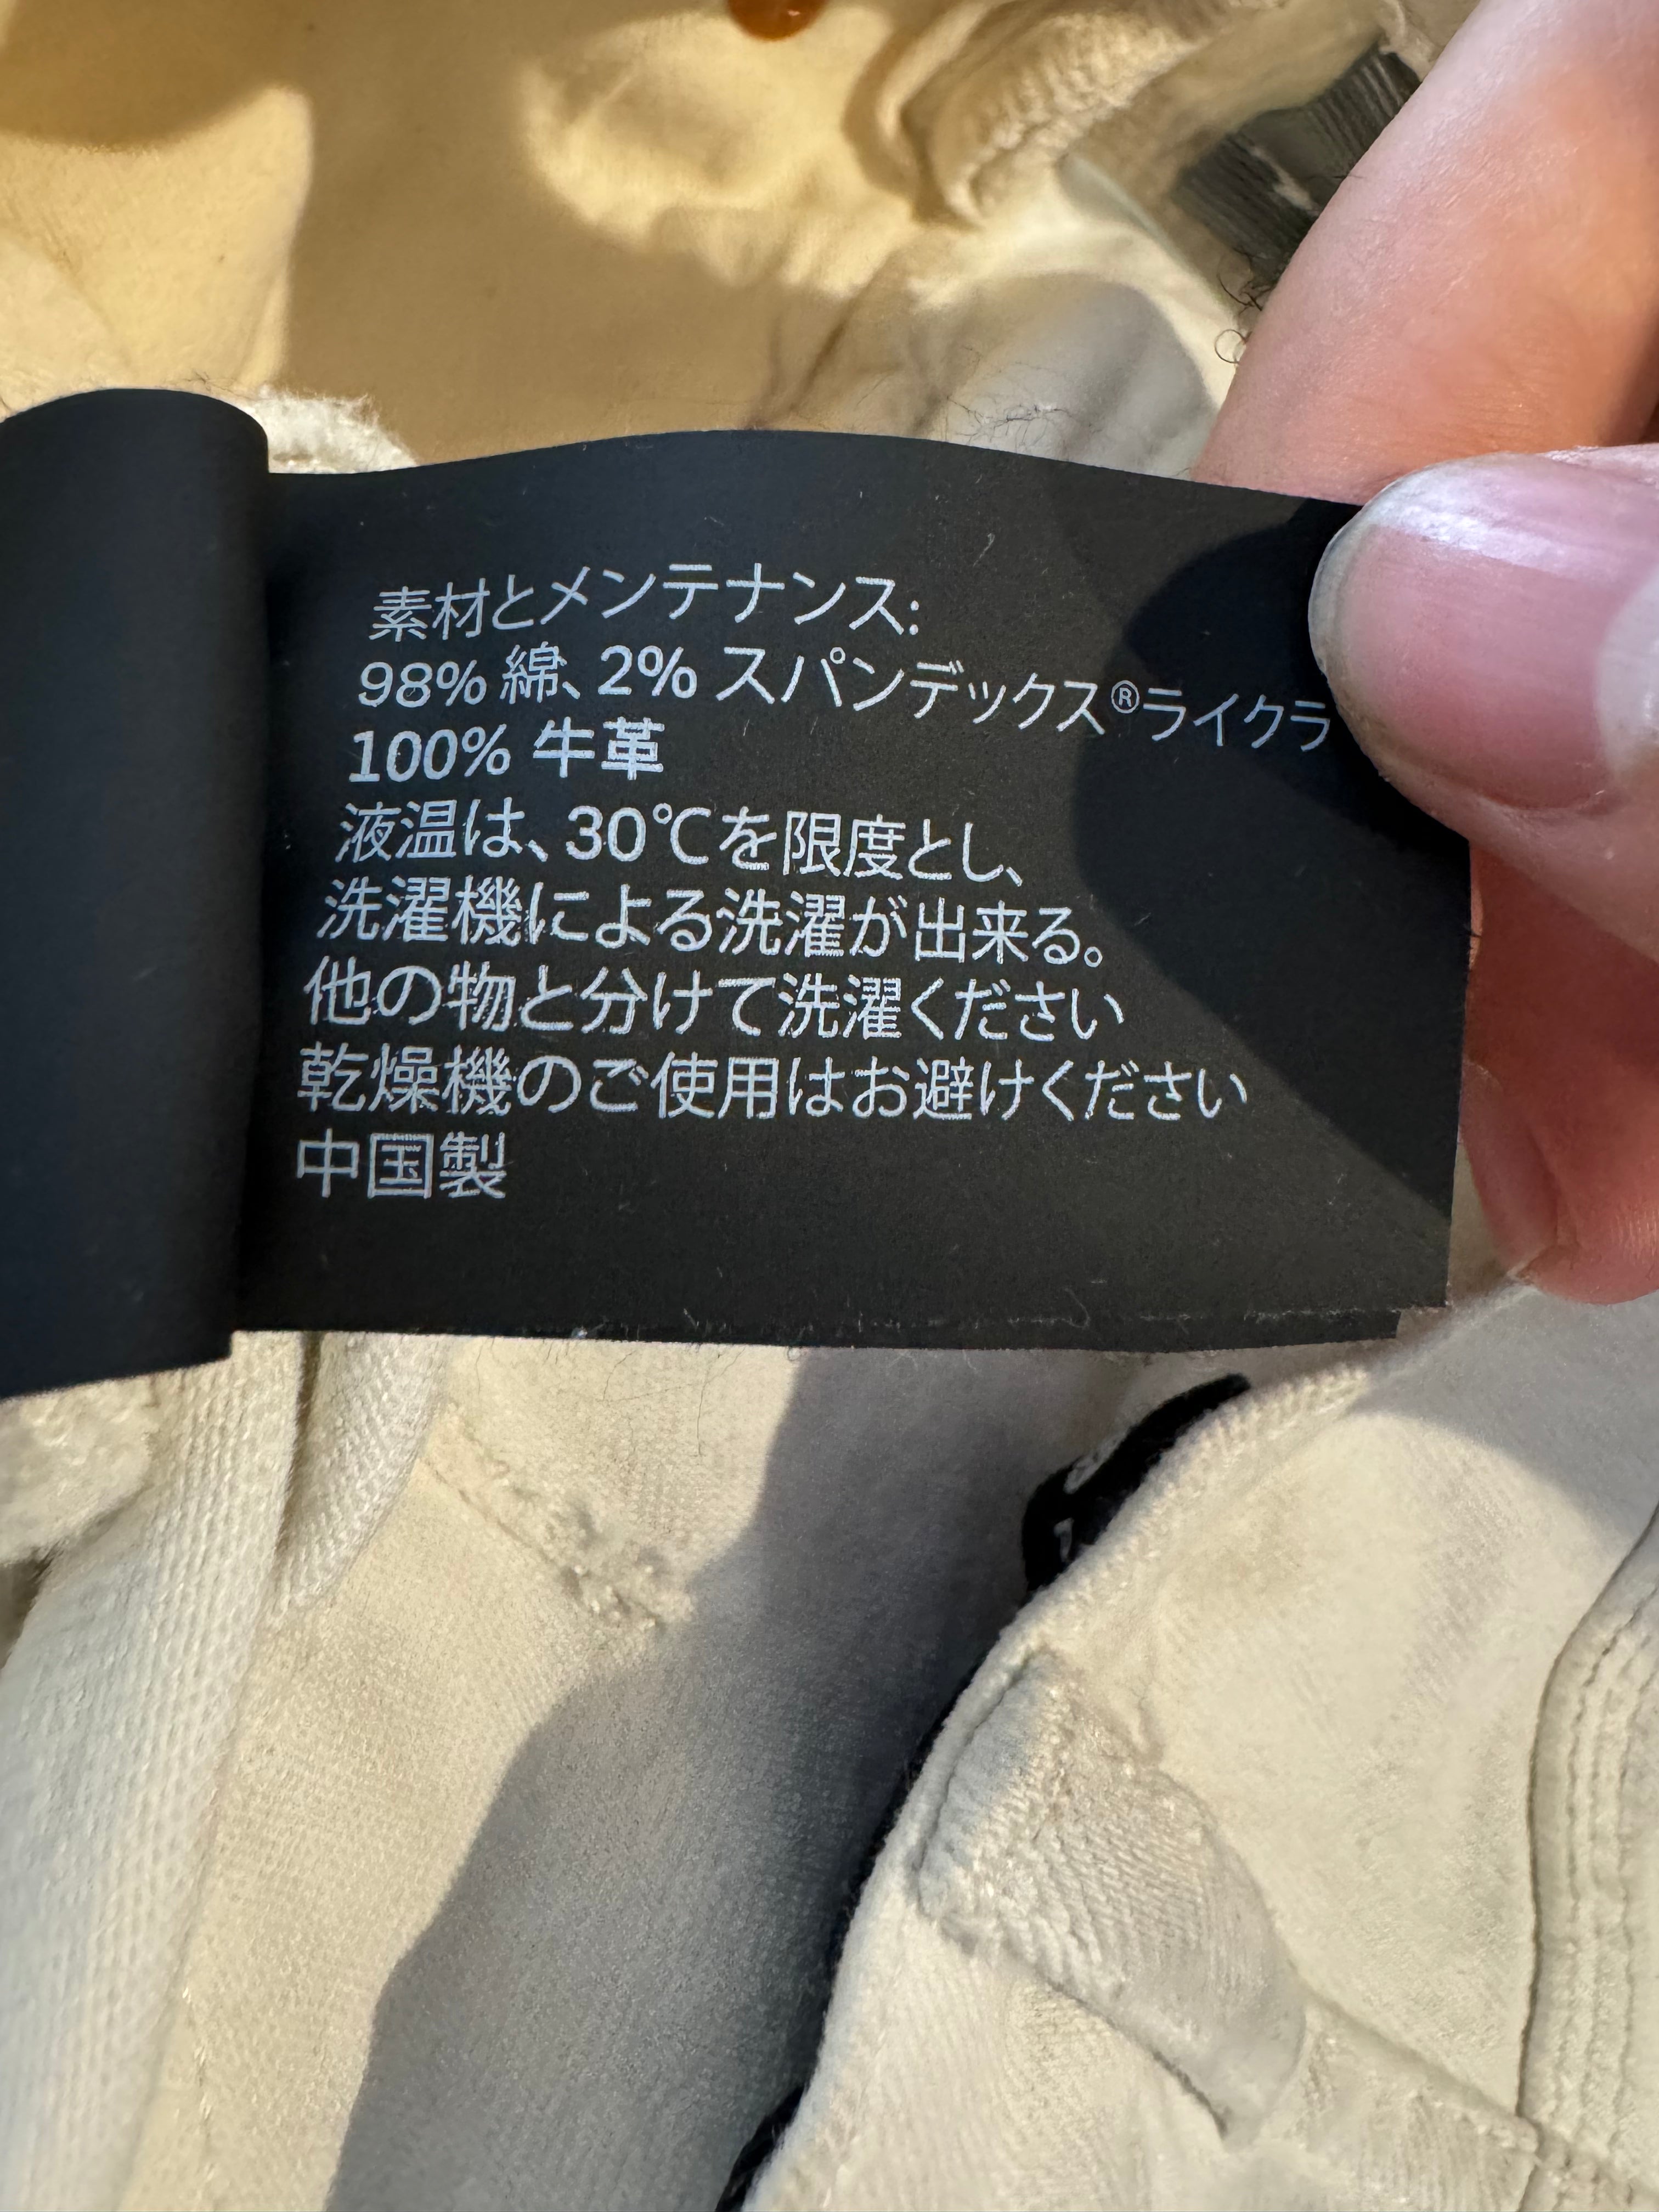 素材とメンテナンス:
98% 綿、2% スパンデックス®ライクラ
100% 牛革
液温は、30℃を限度とし、
洗濯機による洗濯が出来る。
他の物と分けて洗濯ください
乾燥機のご使用はお避けください
中国製